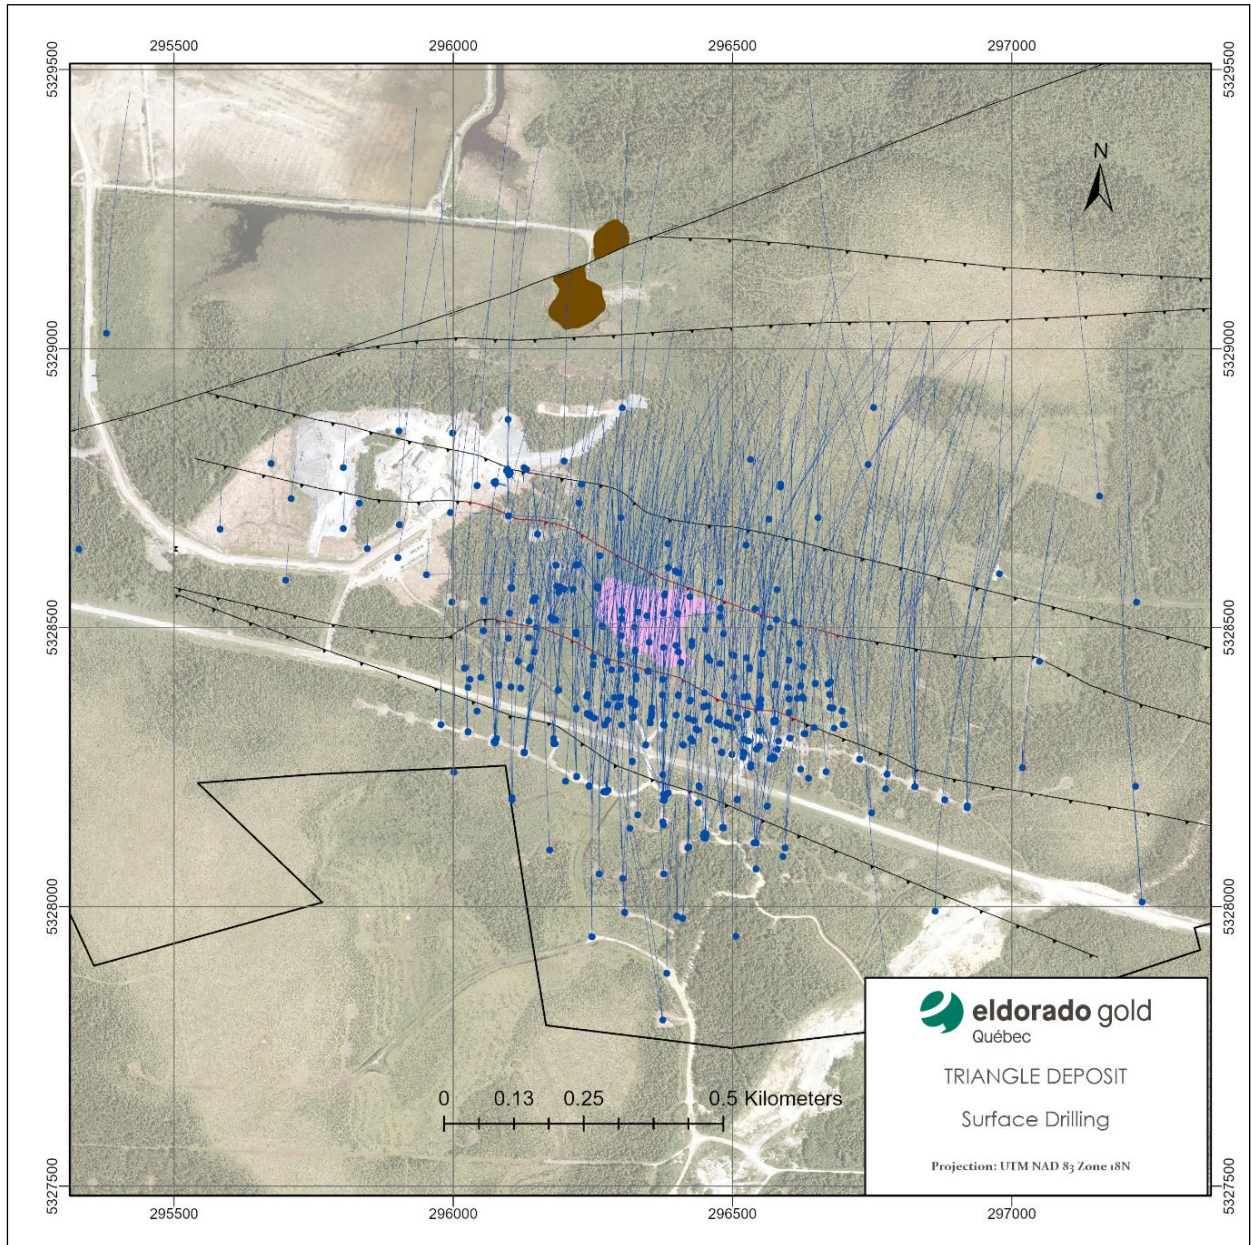 295500 296000 296500 297000
5329500 5329500
N
5329000 5329000
5328500 5328500
5328000 5328000
eldorado gold
Québec
TRIANGLE DEPOSIT
0 0.13 0.25 0.5 Kilometers
Surface Drilling
Projection: UTM NAD 83 Zone 18N
5327500 5327500
295500 296000 296500 297000